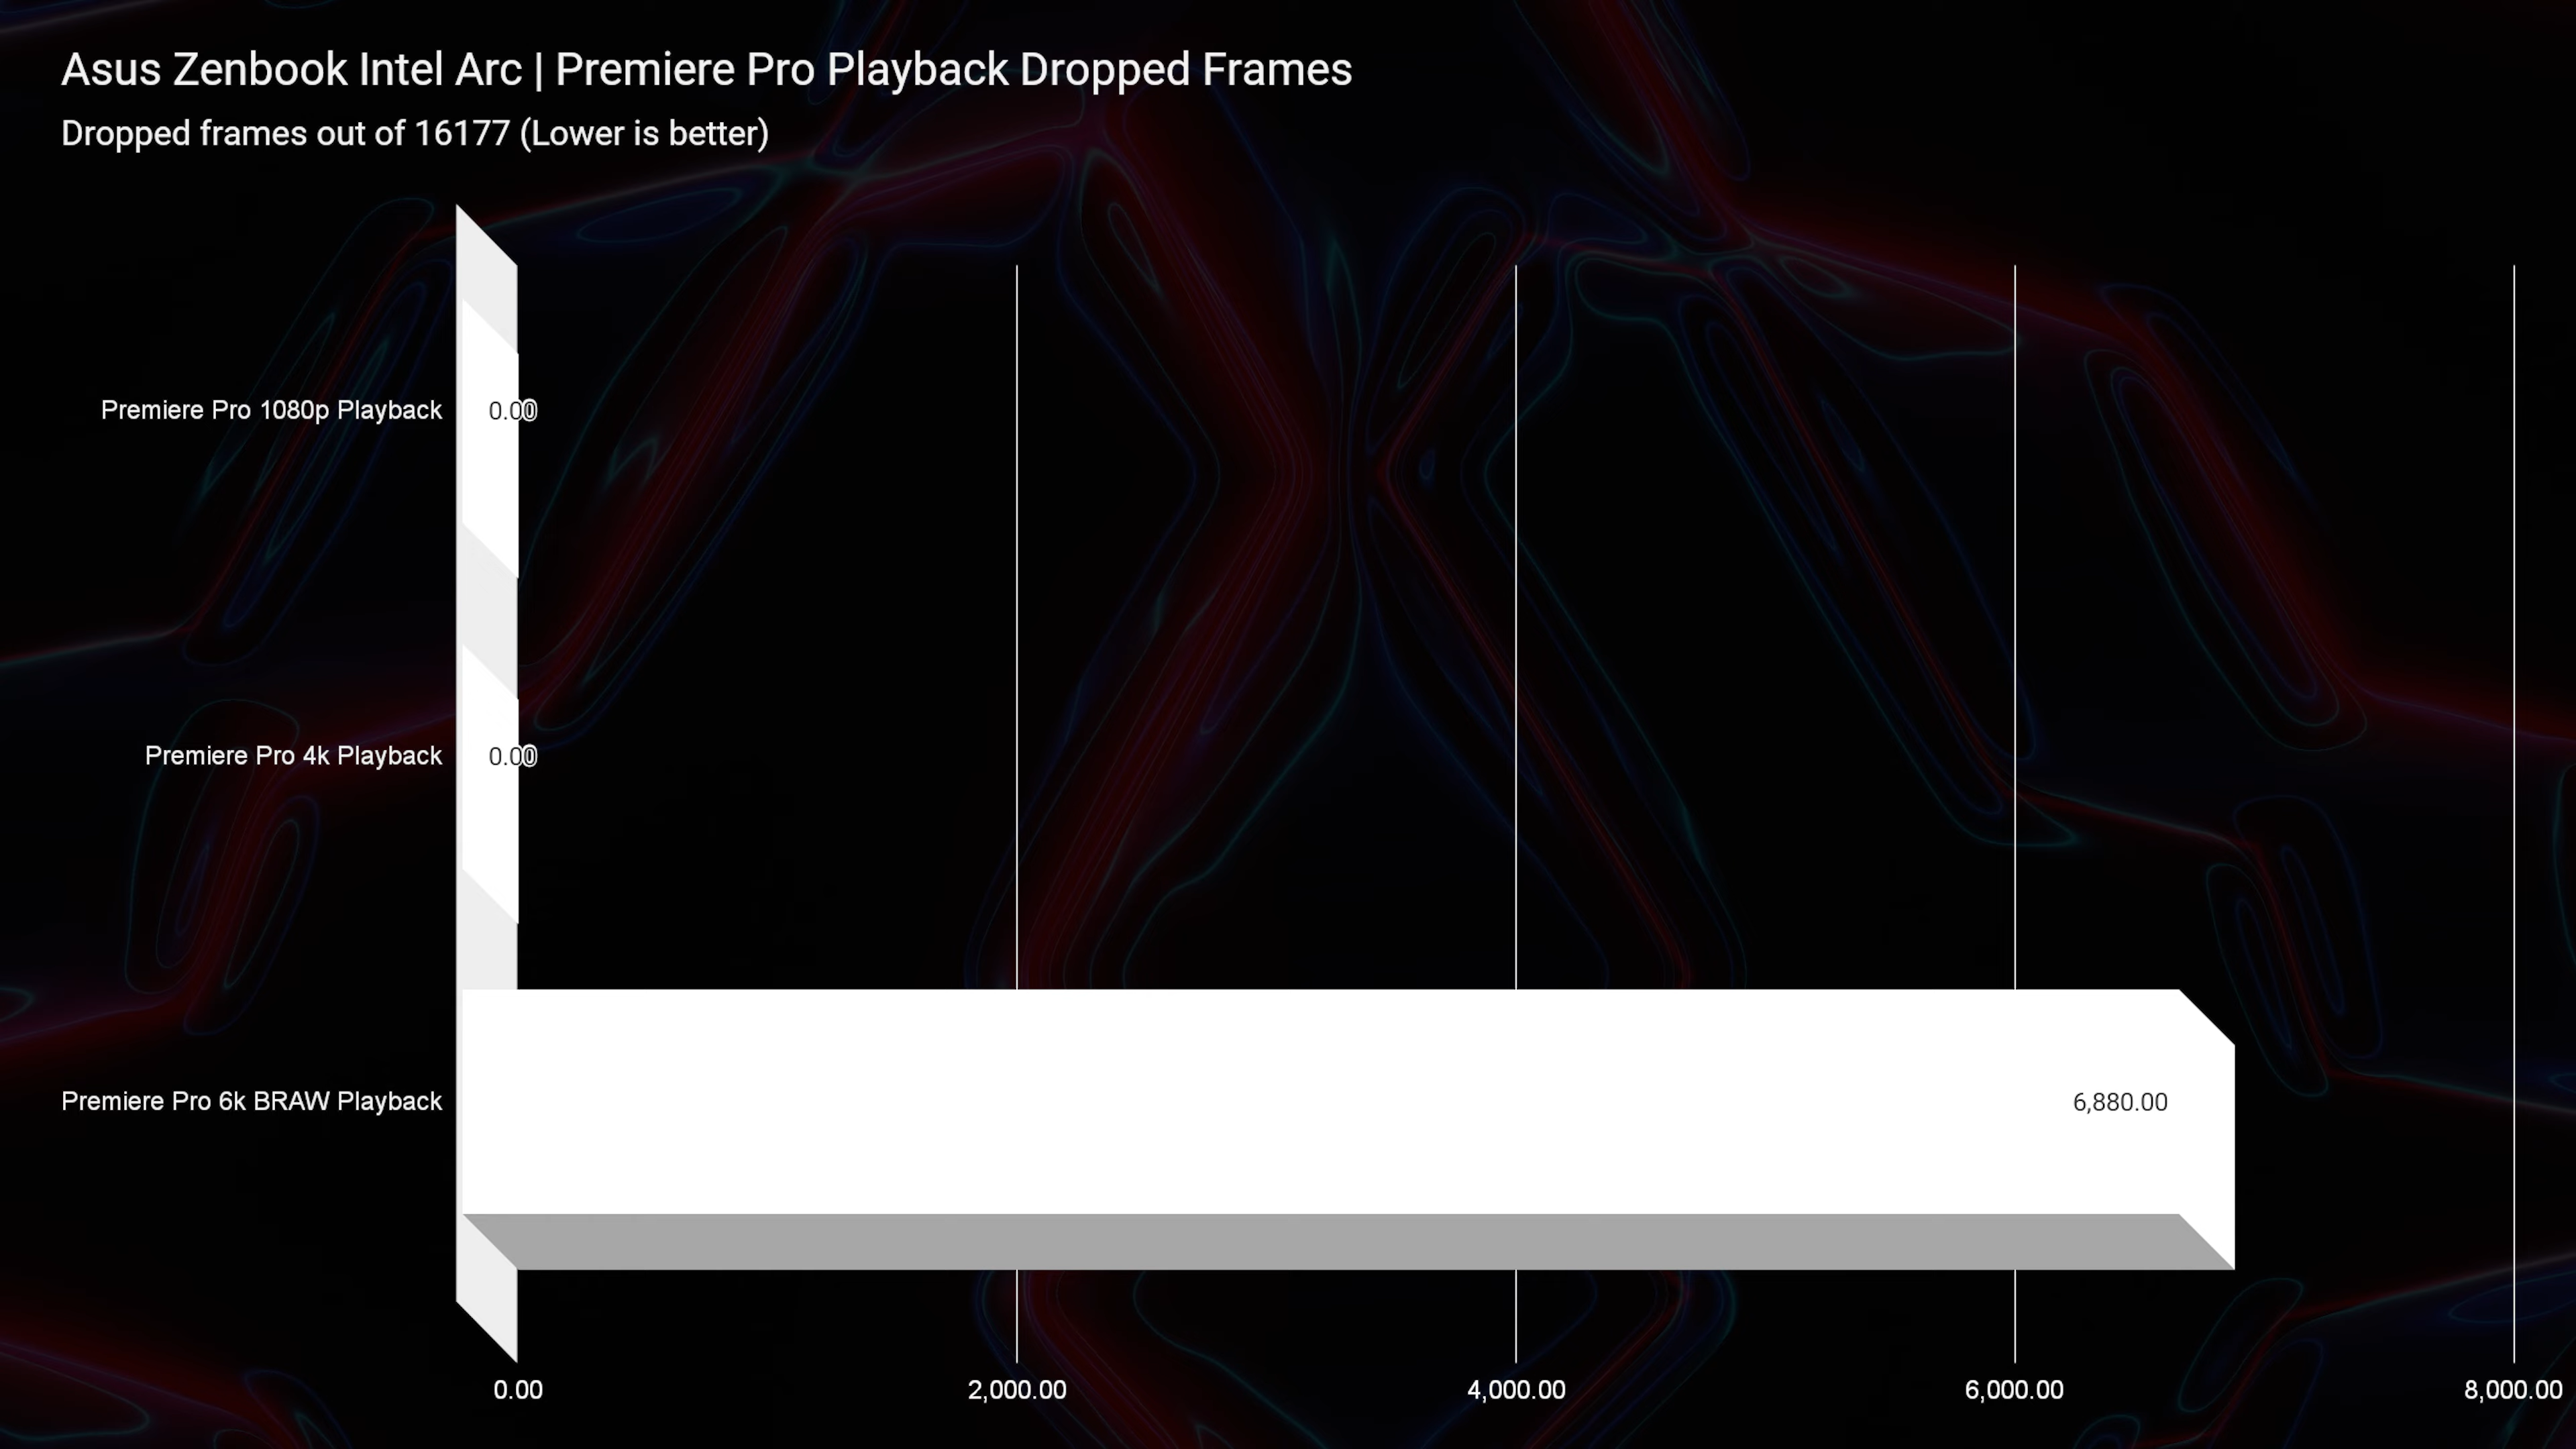 Asus Zenbook Intel Arc | Premiere Pro Playback Dropped Frames
Dropped frames out of 16177 (Lower is better)
Premiere Pro 1080p Playback
0.00
Premiere Pro 4k Playback
0.00
Premiere Pro 6k BRAW Playback
6,880.00
0.00
2,000.00
4,000.00
6,000.00
8,000.00